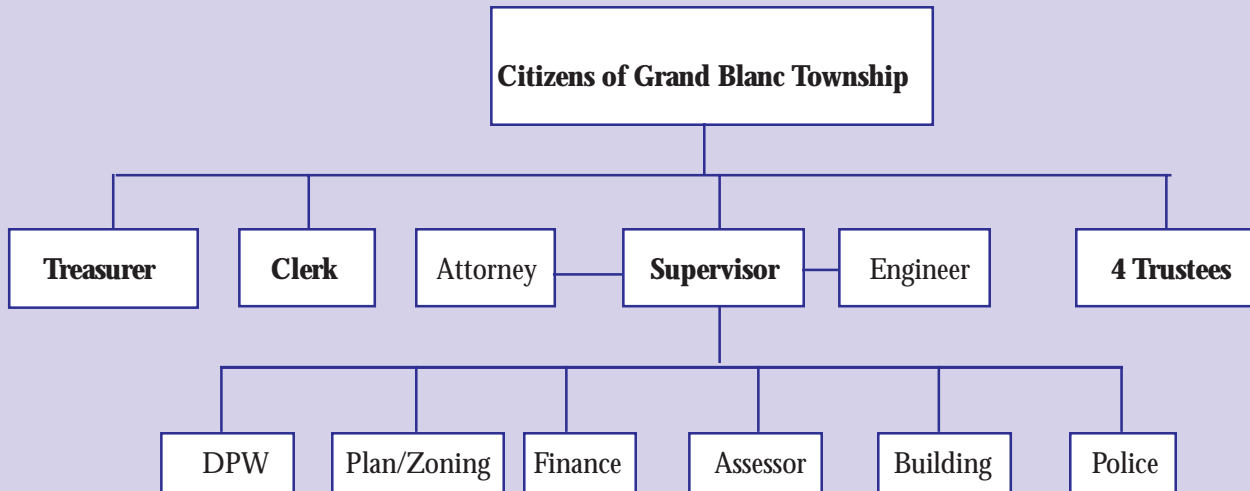 Citizens of Grand Blanc Township
Treasurer
Clerk
Attorney
Supervisor
Engineer
4 Trustees
DPW
Plan/Zoning
Finance
Assessor
Building
Police